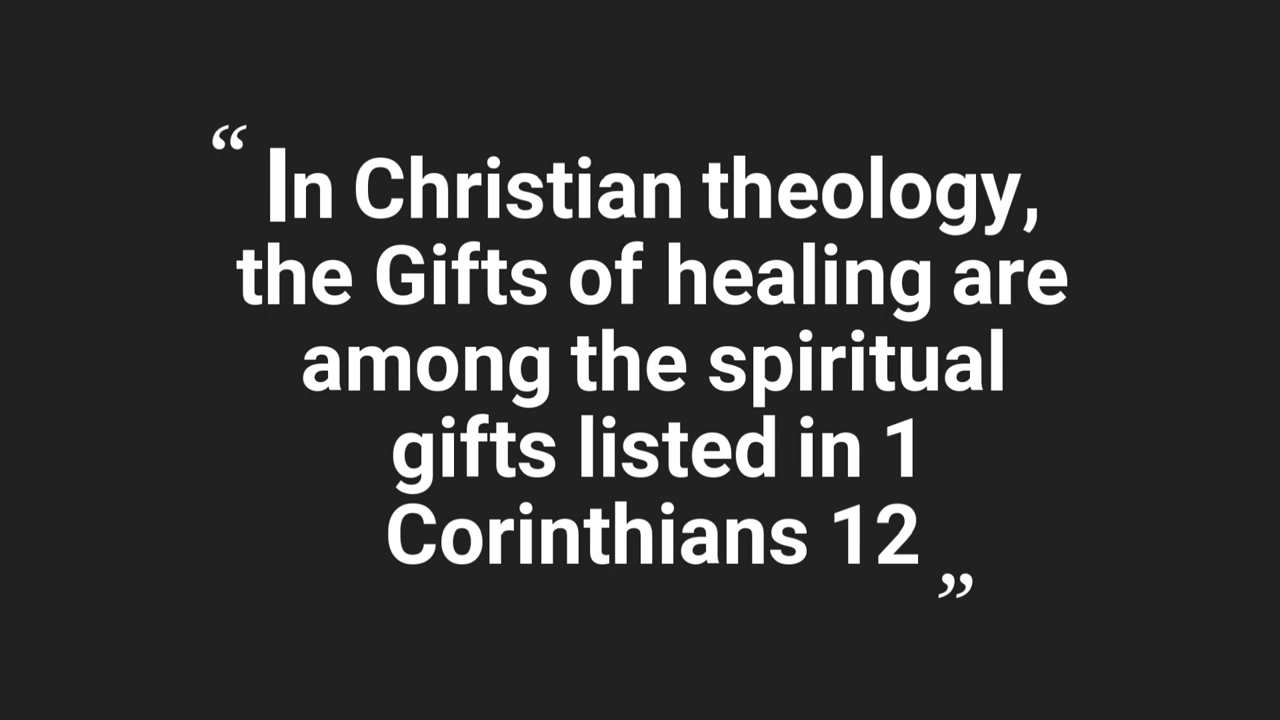 “ In Christian theology,
the Gifts of healing are
among the spiritual
gifts listed in 1
Corinthians 12 ”